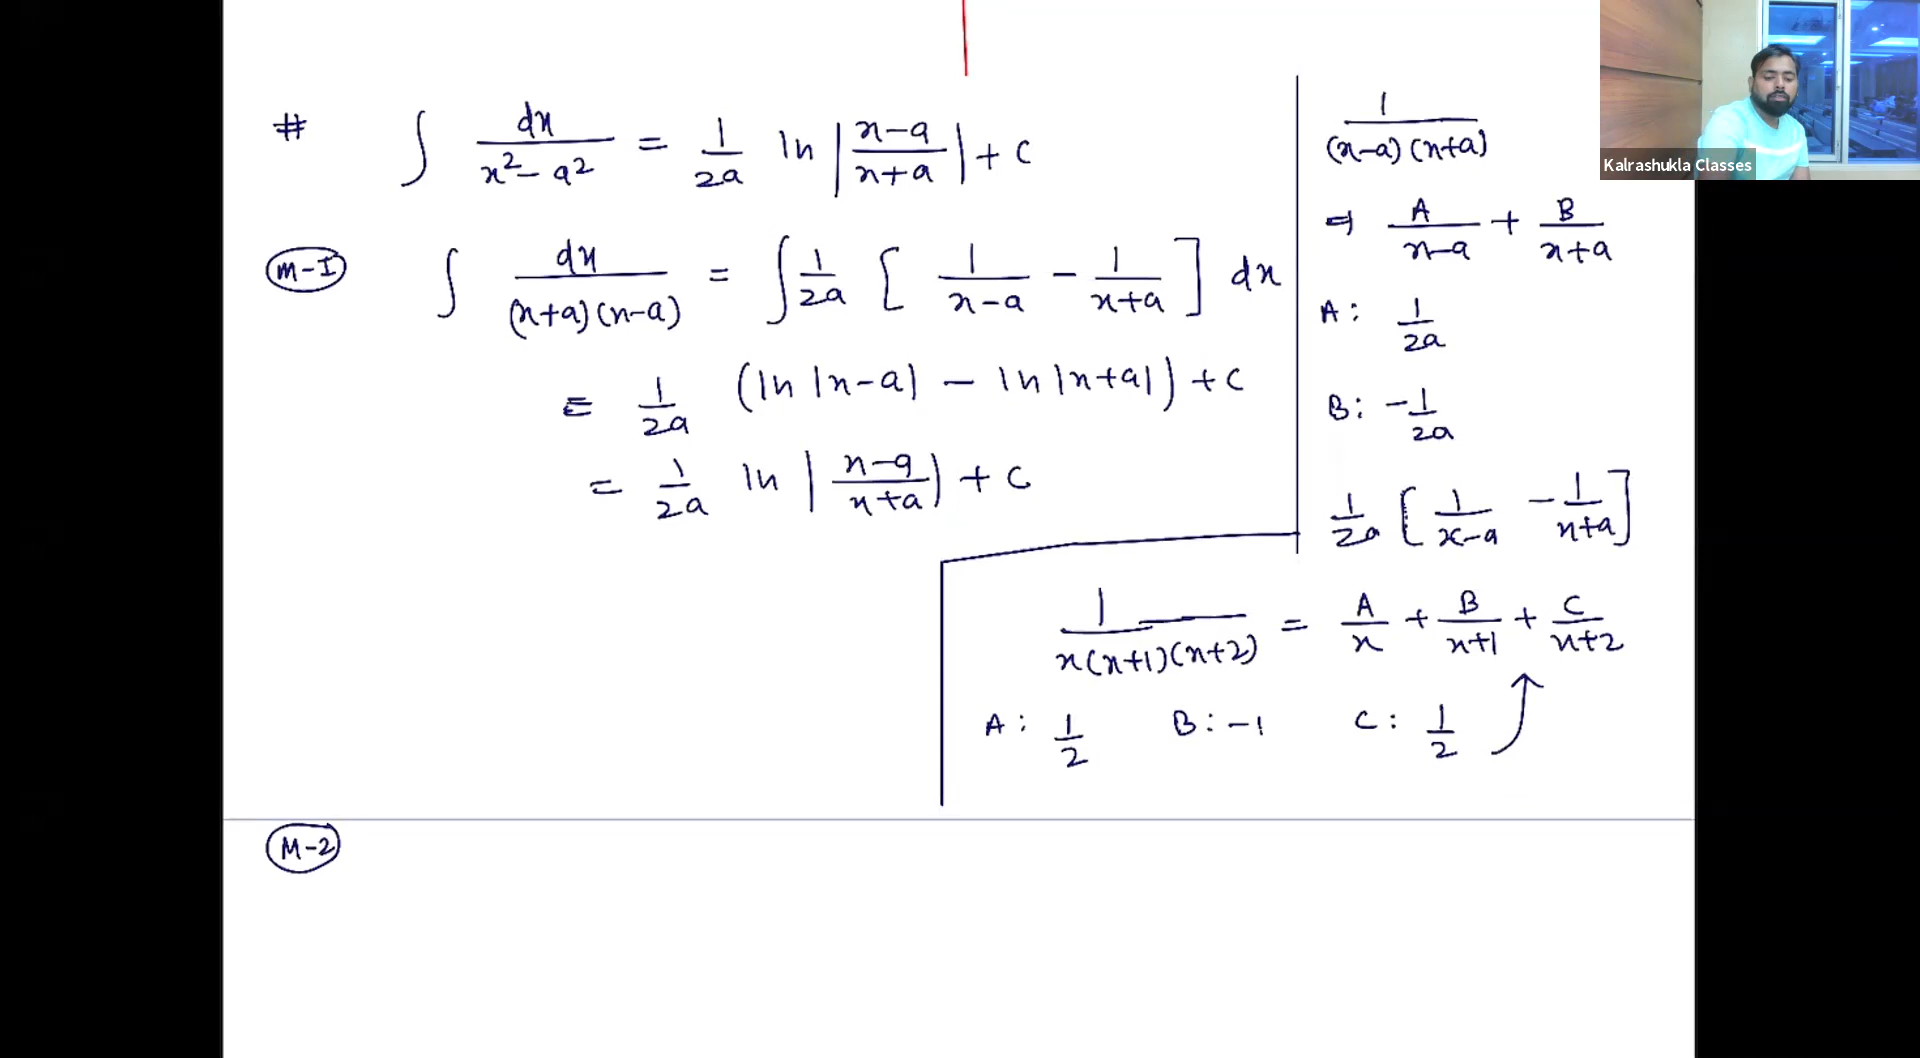 # ∫ dx/(x²-a²) = 1/2a ln |(x-a)/(x+a)| + c
M-I ∫ dx/((x+a)(x-a)) = ∫ 1/2a [ 1/(x-a) - 1/(x+a) ] dx
= 1/2a (ln |x-a| - ln |x+a|) + c
= 1/2a ln |(x-a)/(x+a)| + c
1/((x-a)(x+a))
⇒ A/(x-a) + B/(x+a)
A: 1/2a
B: -1/2a
1/2a [ 1/(x-a) - 1/(x+a) ]
1/(x(x+1)(x+2)) = A/x + B/(x+1) + C/(x+2)
A: 1/2 B: -1 C: 1/2
M-2
Kalrashukla Classes